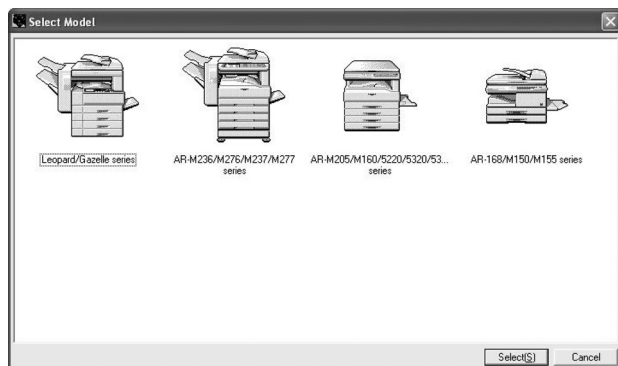 Select Model
Leopard/Gazelle series
AR-M236/M276/M237/M277
series
AR-M205/M160/5220/5320/53...
series
AR-168/M150/M155 series
Select(S)
Cancel